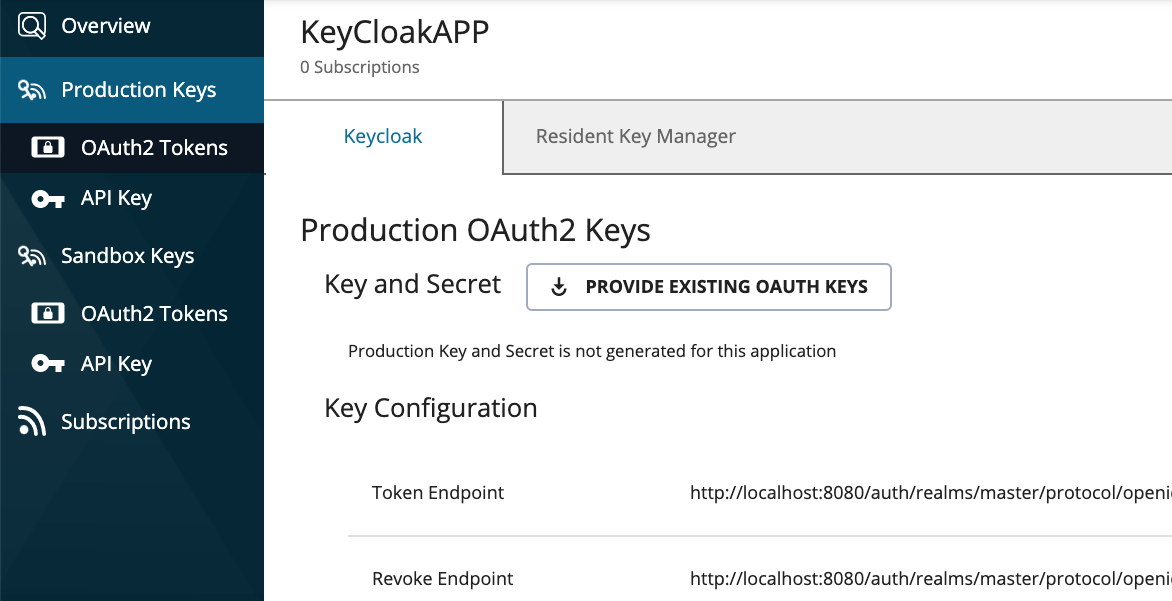 Overview
Production Keys
OAuth2 Tokens
API Key
Sandbox Keys
OAuth2 Tokens
API Key
Subscriptions
KeyCloakAPP
0 Subscriptions
Keycloak
Resident Key Manager
Production OAuth2 Keys
Key and Secret
PROVIDE EXISTING OAUTH KEYS
Production Key and Secret is not generated for this application
Key Configuration
Token Endpoint
http://localhost:8080/auth/realms/master/protocol/openi
Revoke Endpoint
http://localhost:8080/auth/realms/master/protocol/openi